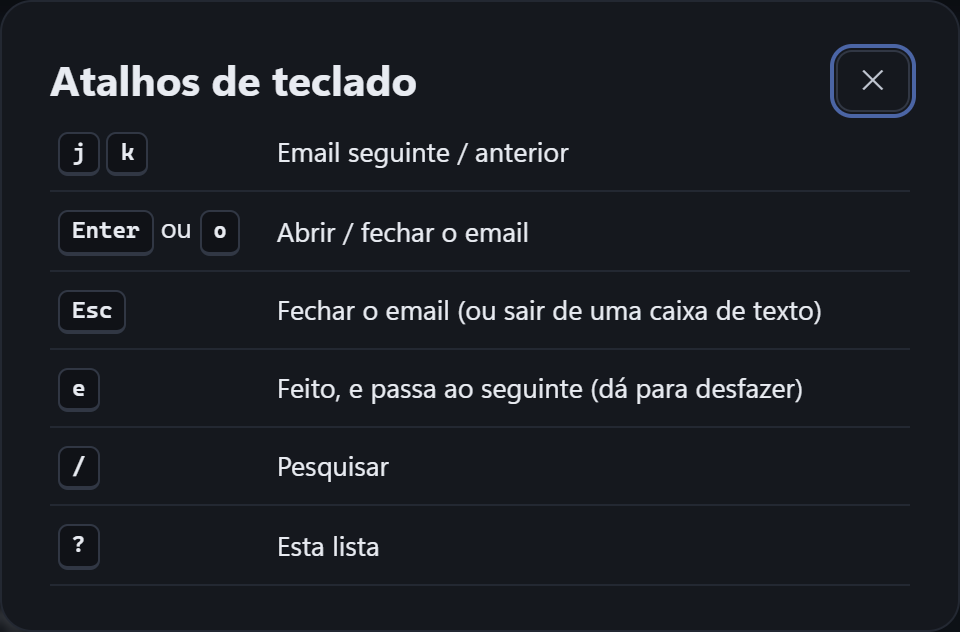 Atalhos de teclado
j k Email seguinte / anterior
Enter ou o Abrir / fechar o email
Esc Fechar o email (ou sair de uma caixa de texto)
e Feito, e passa ao seguinte (dá para desfazer)
/ Pesquisar
? Esta lista